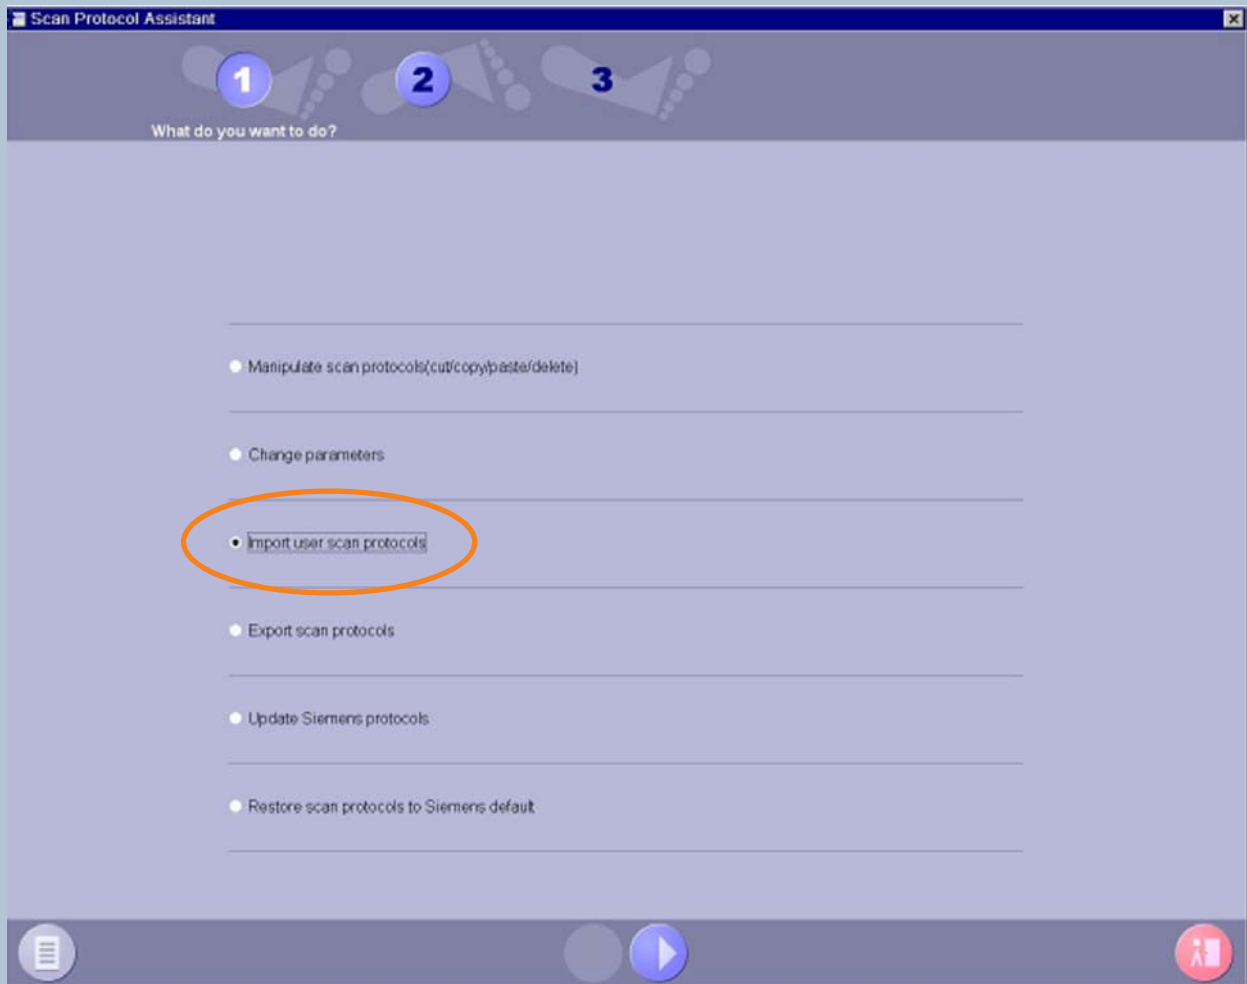 Scan Protocol Assistant
1 2 3
What do you want to do?
Manipulate scan protocols(cut/copy/paste/delete)
Change parameters
Import user scan protocols
Export scan protocols
Update Siemens protocols
Restore scan protocols to Siemens default